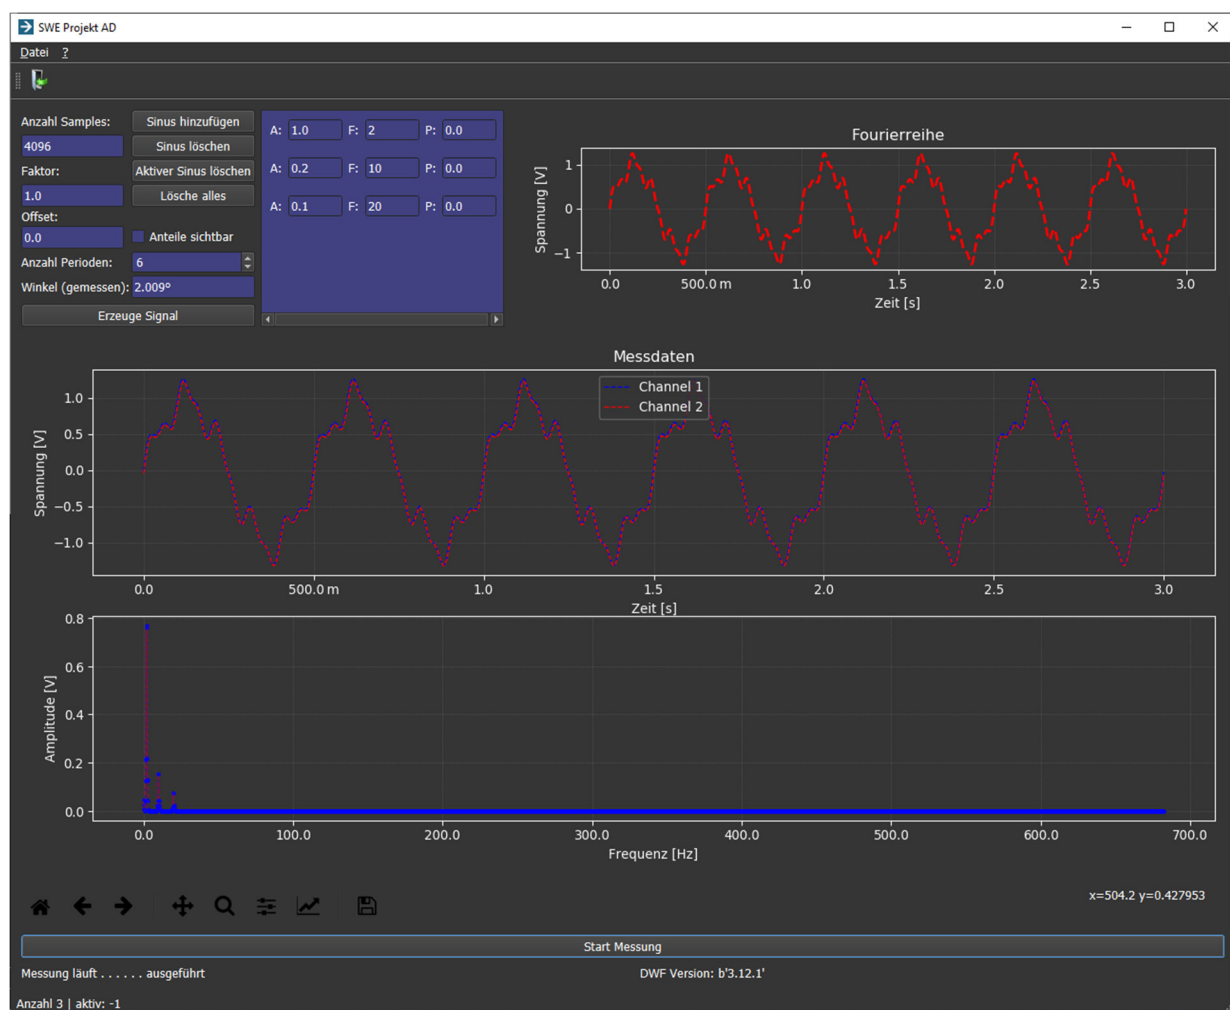 SWE Projekt AD
Datei ?
Anzahl Samples:
4096
Faktor:
1.0
Offset:
0.0
Anzahl Perioden:
6
Winkel (gemessen):
2.009°
Erzeuge Signal
Sinus hinzufügen
Sinus löschen
Aktiver Sinus löschen
Lösche alles
Anteile sichtbar
A: 1.0 F: 2 P: 0.0
A: 0.2 F: 10 P: 0.0
A: 0.1 F: 20 P: 0.0
Fourierreihe
Spannung [V]
1
0
−1
0.0 500.0 m 1.0 1.5 2.0 2.5 3.0
Zeit [s]
Messdaten
Channel 1
Channel 2
Spannung [V]
1.0
0.5
0.0
−0.5
−1.0
0.0 500.0 m 1.0 1.5 2.0 2.5 3.0
Zeit [s]
Amplitude [V]
0.8
0.6
0.4
0.2
0.0
0.0 100.0 200.0 300.0 400.0 500.0 600.0 700.0
Frequenz [Hz]
x=504.2 y=0.427953
Start Messung
Messung läuft . . . . . . ausgeführt
DWF Version: b'3.12.1'
Anzahl 3 | aktiv: -1